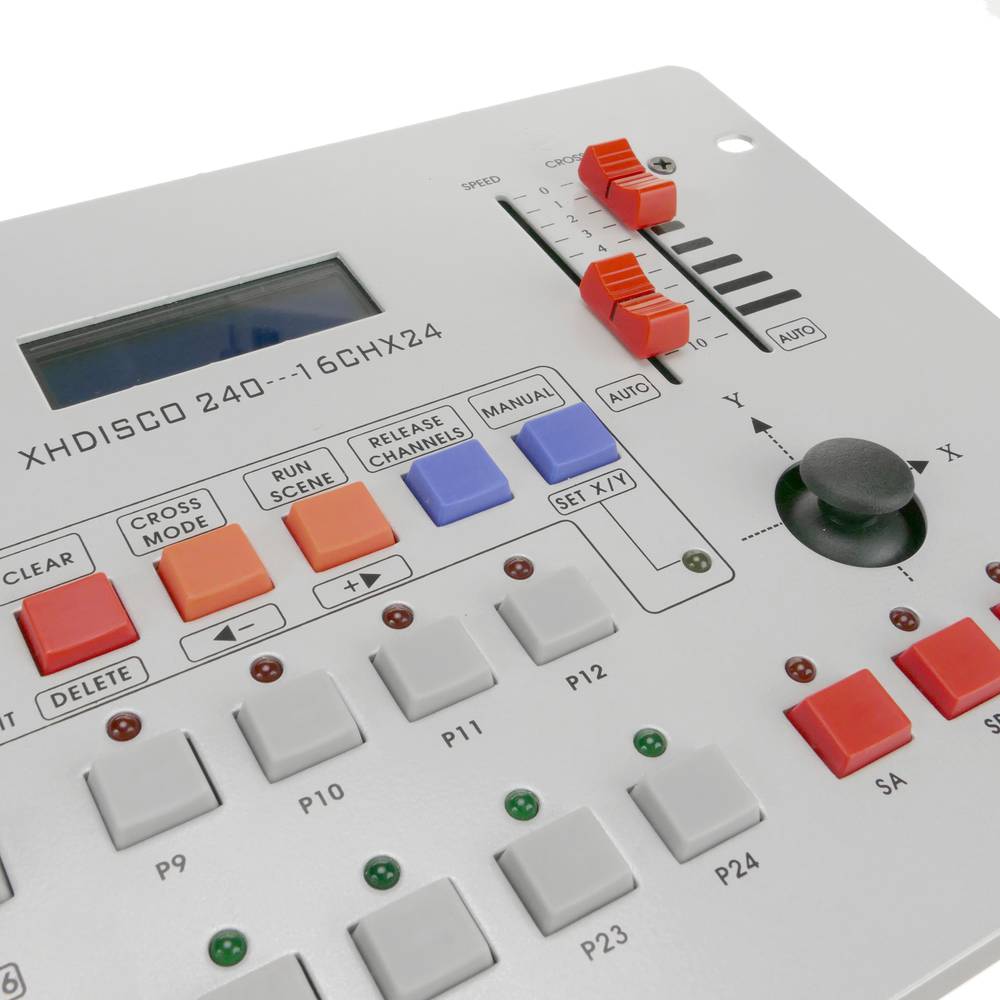 SPEED
0
1
2
3
4
10
AUTO
AUTO
XHDISCO 240---16CHX24
MANUAL
RELEASE
CHANNELS
RUN
SCENE
CROSS
MODE
CLEAR
SET X/Y
+▶
◀−
DELETE
Y
X
P12
P11
P10
P9
SA
P24
P23